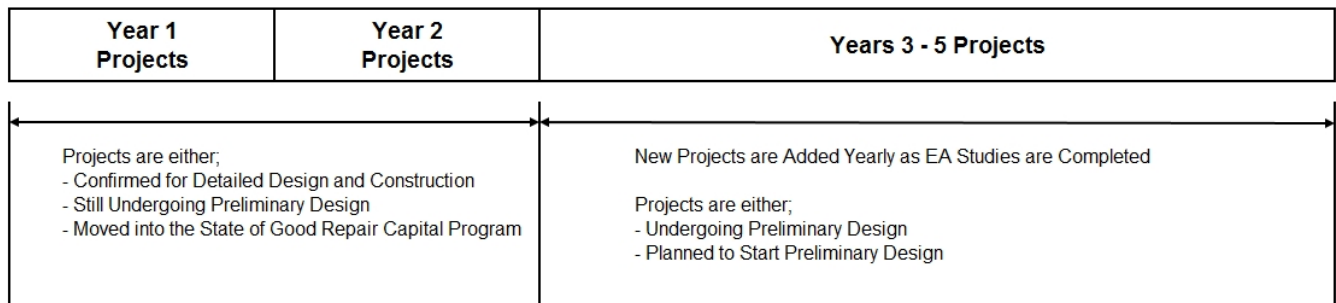 Year 1
Projects
Year 2
Projects
Years 3 - 5 Projects
Projects are either;
- Confirmed for Detailed Design and Construction
- Still Undergoing Preliminary Design
- Moved into the State of Good Repair Capital Program
New Projects are Added Yearly as EA Studies are Completed
Projects are either;
- Undergoing Preliminary Design
- Planned to Start Preliminary Design